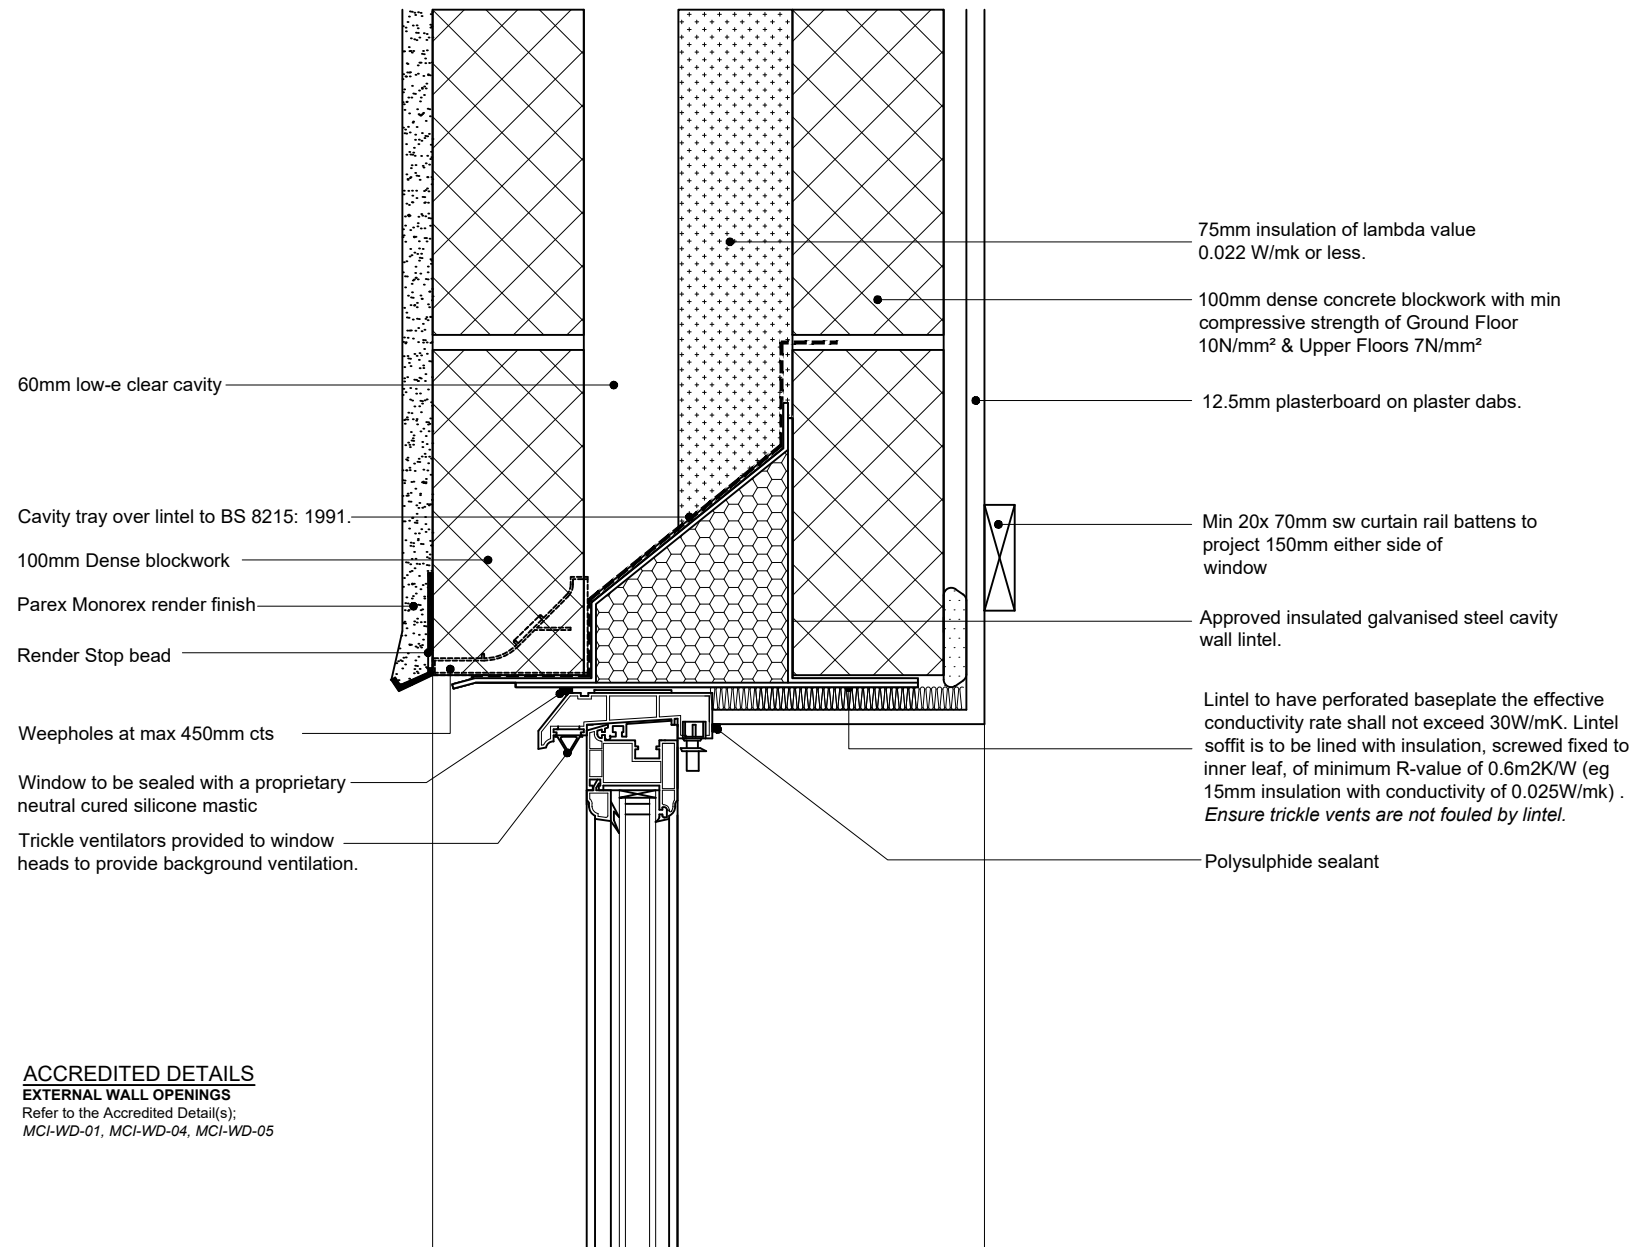 75mm insulation of lambda value
0.022 W/mk or less.
100mm dense concrete blockwork with min
compressive strength of Ground Floor
10N/mm² & Upper Floors 7N/mm²
60mm low-e clear cavity
12.5mm plasterboard on plaster dabs.
Cavity tray over lintel to BS 8215: 1991.
100mm Dense blockwork
Parex Monorex render finish
Render Stop bead
Weepholes at max 450mm cts
Window to be sealed with a proprietary
neutral cured silicone mastic
Trickle ventilators provided to window
heads to provide background ventilation.
Min 20x 70mm sw curtain rail battens to
project 150mm either side of
window
Approved insulated galvanised steel cavity
wall lintel.
Lintel to have perforated baseplate the effective
conductivity rate shall not exceed 30W/mK. Lintel
soffit is to be lined with insulation, screwed fixed to
inner leaf, of minimum R-value of 0.6m2K/W (eg
15mm insulation with conductivity of 0.025W/mk) .
Ensure trickle vents are not fouled by lintel.
Polysulphide sealant
ACCREDITED DETAILS
EXTERNAL WALL OPENINGS
Refer to the Accredited Detail(s);
MCI-WD-01, MCI-WD-04, MCI-WD-05